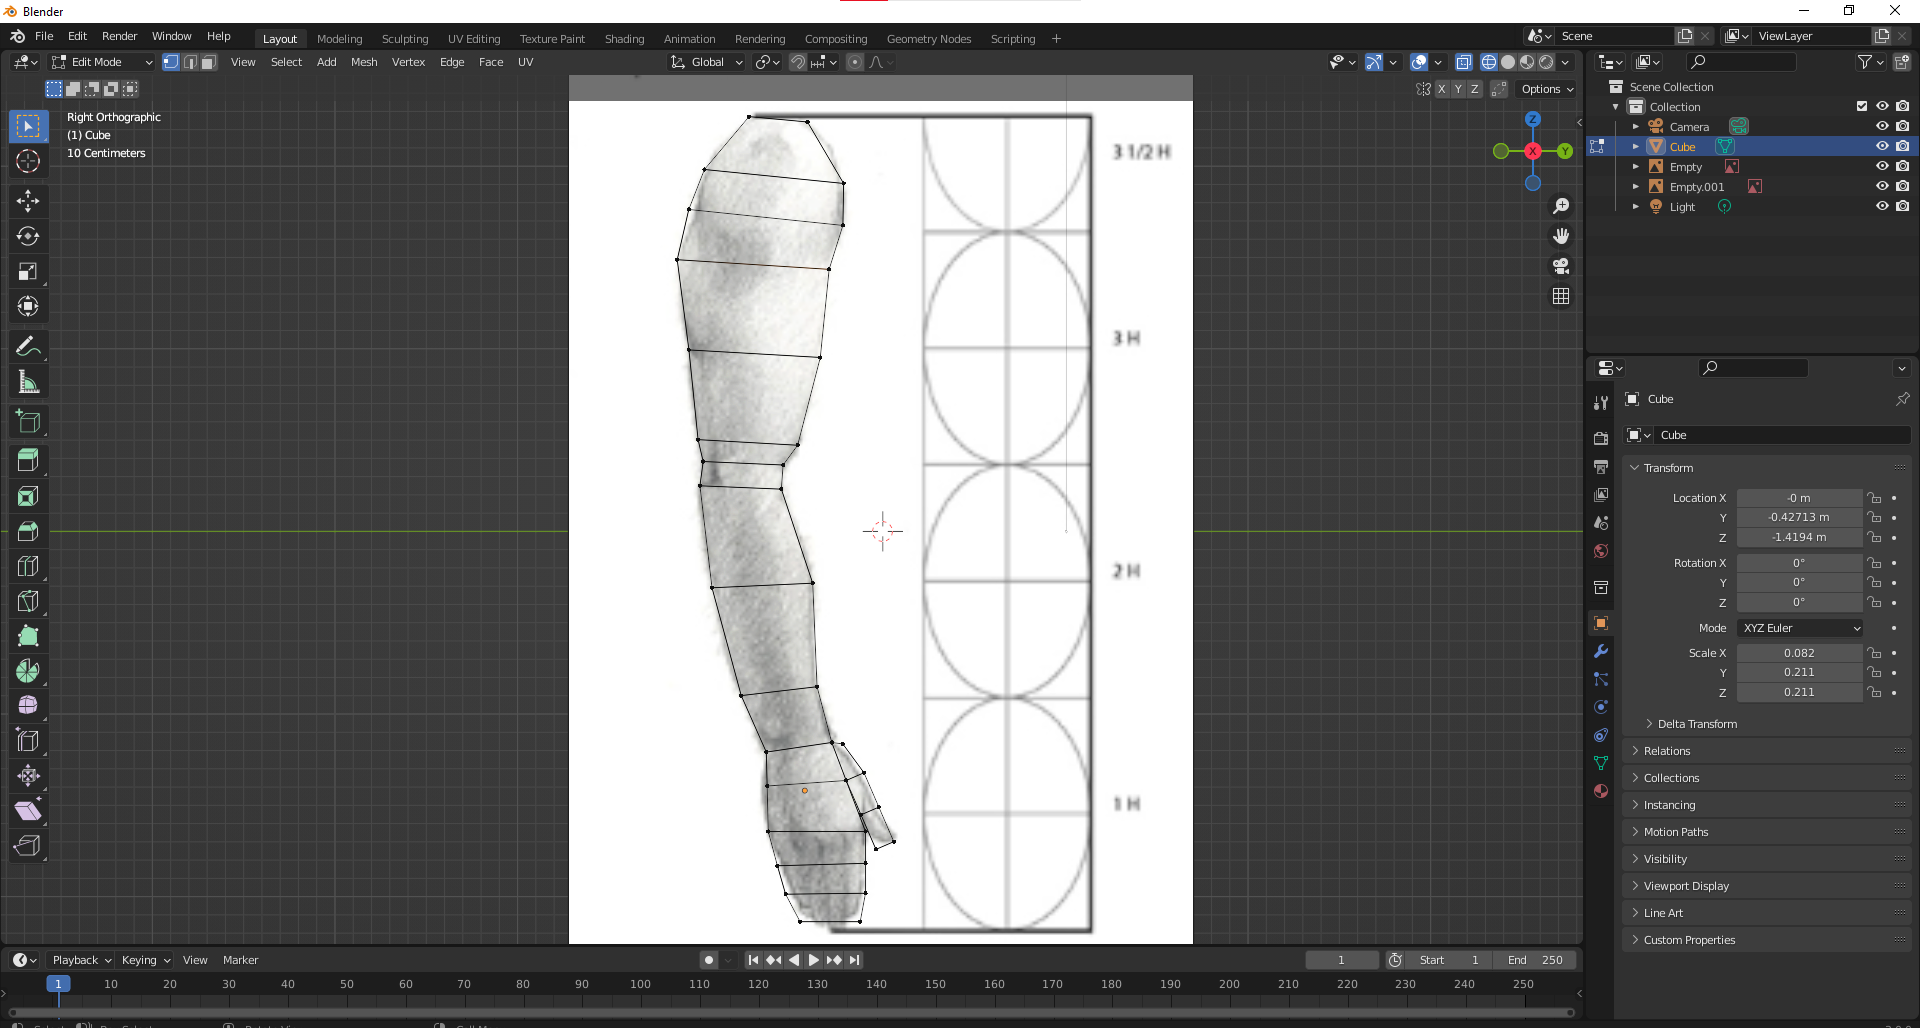 Blender
File Edit Render Window Help
Layout Modeling Sculpting UV Editing Texture Paint Shading Animation Rendering Compositing Geometry Nodes Scripting +
Scene
ViewLayer
Edit Mode View Select Add Mesh Vertex Edge Face UV
Global
X Y Z Options
Right Orthographic
(1) Cube
10 Centimeters
Z
X
Y
3 1/2 H
3 H
2 H
1 H
Scene Collection
Collection
Camera
Cube
Empty
Empty.001
Light
Cube
Cube
Transform
Location X -0 m
Y -0.42713 m
Z -1.4194 m
Rotation X 0°
Y 0°
Z 0°
Mode XYZ Euler
Scale X 0.082
Y 0.211
Z 0.211
Delta Transform
Relations
Collections
Instancing
Motion Paths
Visibility
Viewport Display
Line Art
Custom Properties
Playback Keying View Marker
1 Start 1 End 250
1 10 20 30 40 50 60 70 80 90 100 110 120 130 140 150 160 170 180 190 200 210 220 230 240 250